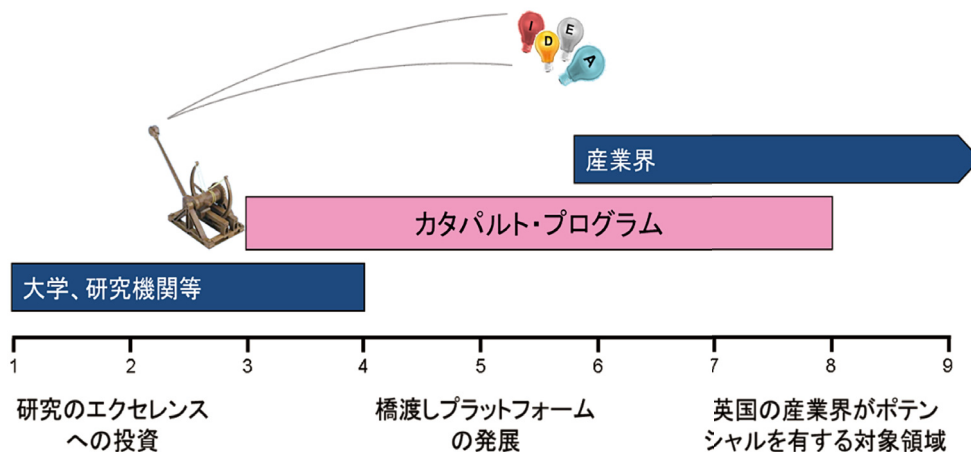 I
D
E
A
産業界
カタパルト・プログラム
大学、研究機関等
1 2 3 4 5 6 7 8 9
研究のエクセレンス
への投資
橋渡しプラットフォーム
の発展
英国の産業界がポテン
シャルを有する対象領域